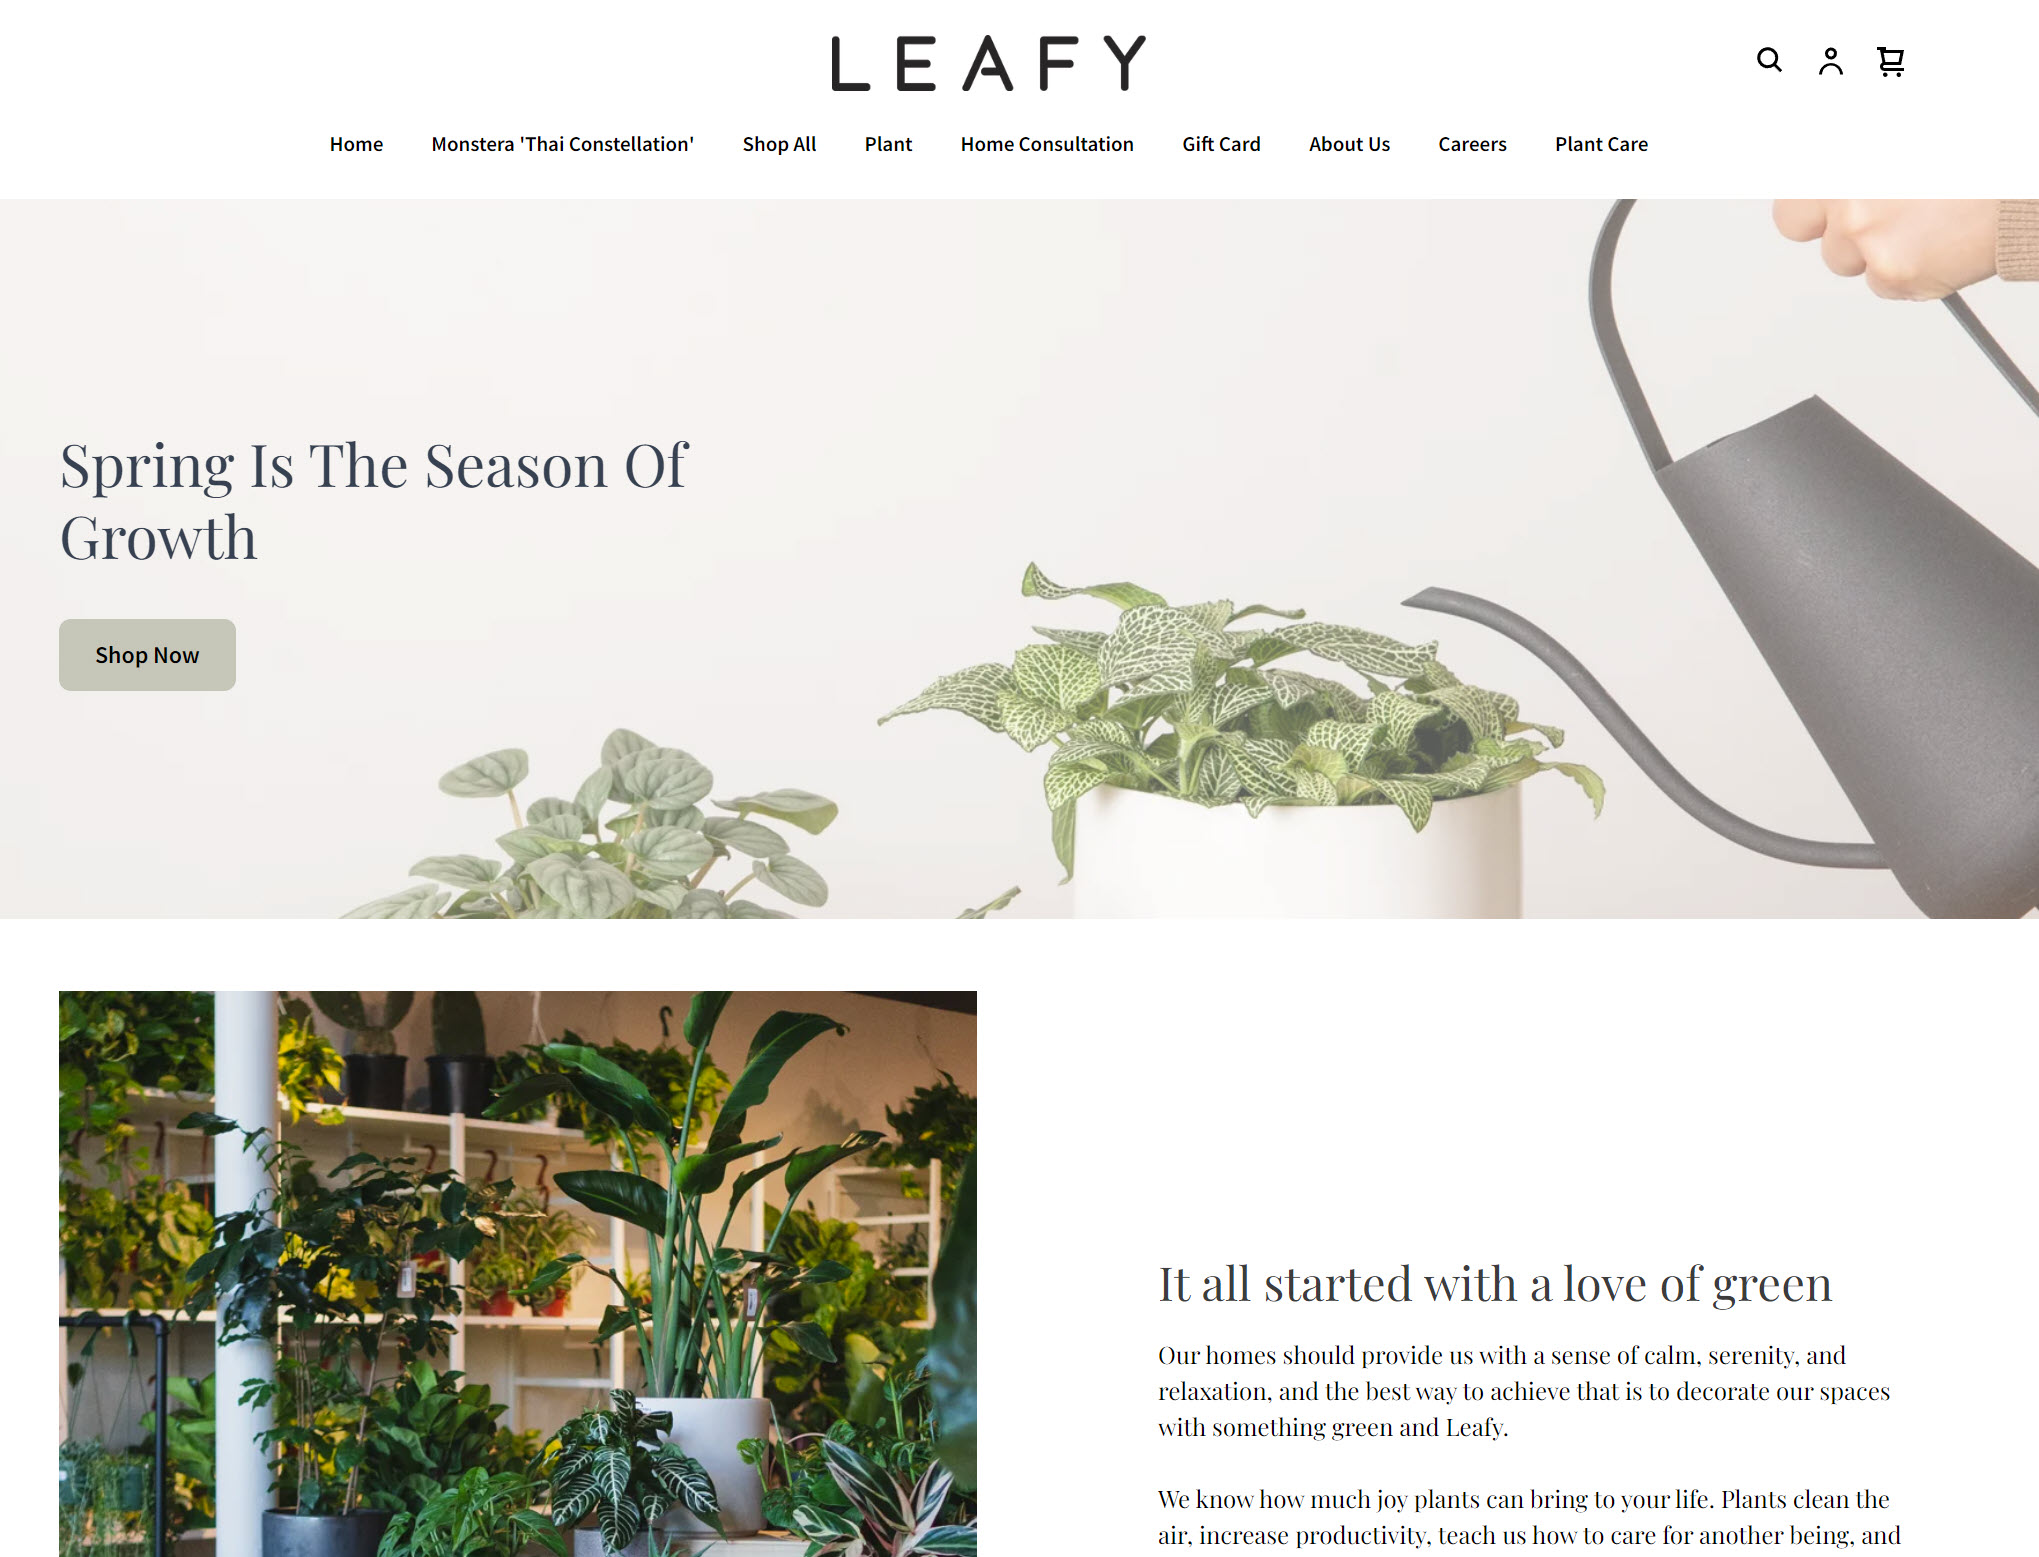 LEAFY
Home Monstera 'Thai Constellation' Shop All Plant Home Consultation Gift Card About Us Careers Plant Care
Spring Is The Season Of
Growth
Shop Now
It all started with a love of green
Our homes should provide us with a sense of calm, serenity, and
relaxation, and the best way to achieve that is to decorate our spaces
with something green and Leafy.
We know how much joy plants can bring to your life. Plants clean the
air, increase productivity, teach us how to care for another being, and